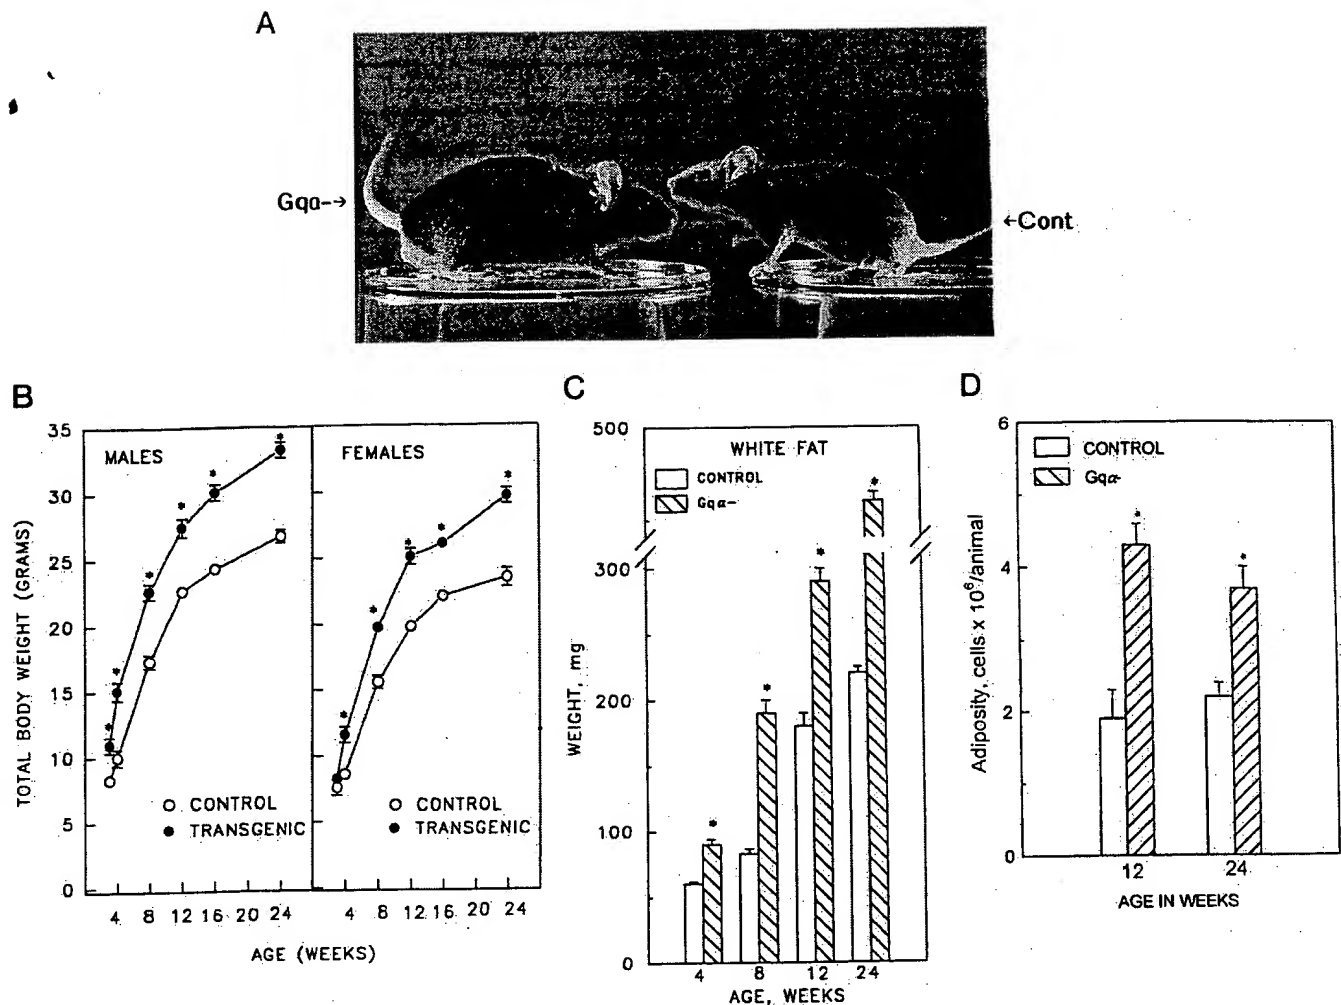 A
Gqα-→
←Cont
B
35
30
25
20
15
10
5
0
TOTAL BODY WEIGHT (GRAMS)
MALES
FEMALES
* * * * * *
* * * * *
○ CONTROL
● TRANSGENIC
○ CONTROL
● TRANSGENIC
4 8 12 16 20 24
4 8 12 16 20 24
AGE (WEEKS)
C
500
300
200
100
0
WEIGHT, mg
WHITE FAT
CONTROL
Gqα-
* * * *
4 8 12 24
AGE, WEEKS
D
6
4
2
0
Adiposity, cells x 10⁶/animal
CONTROL
Gqα-
* *
12 24
AGE IN WEEKS